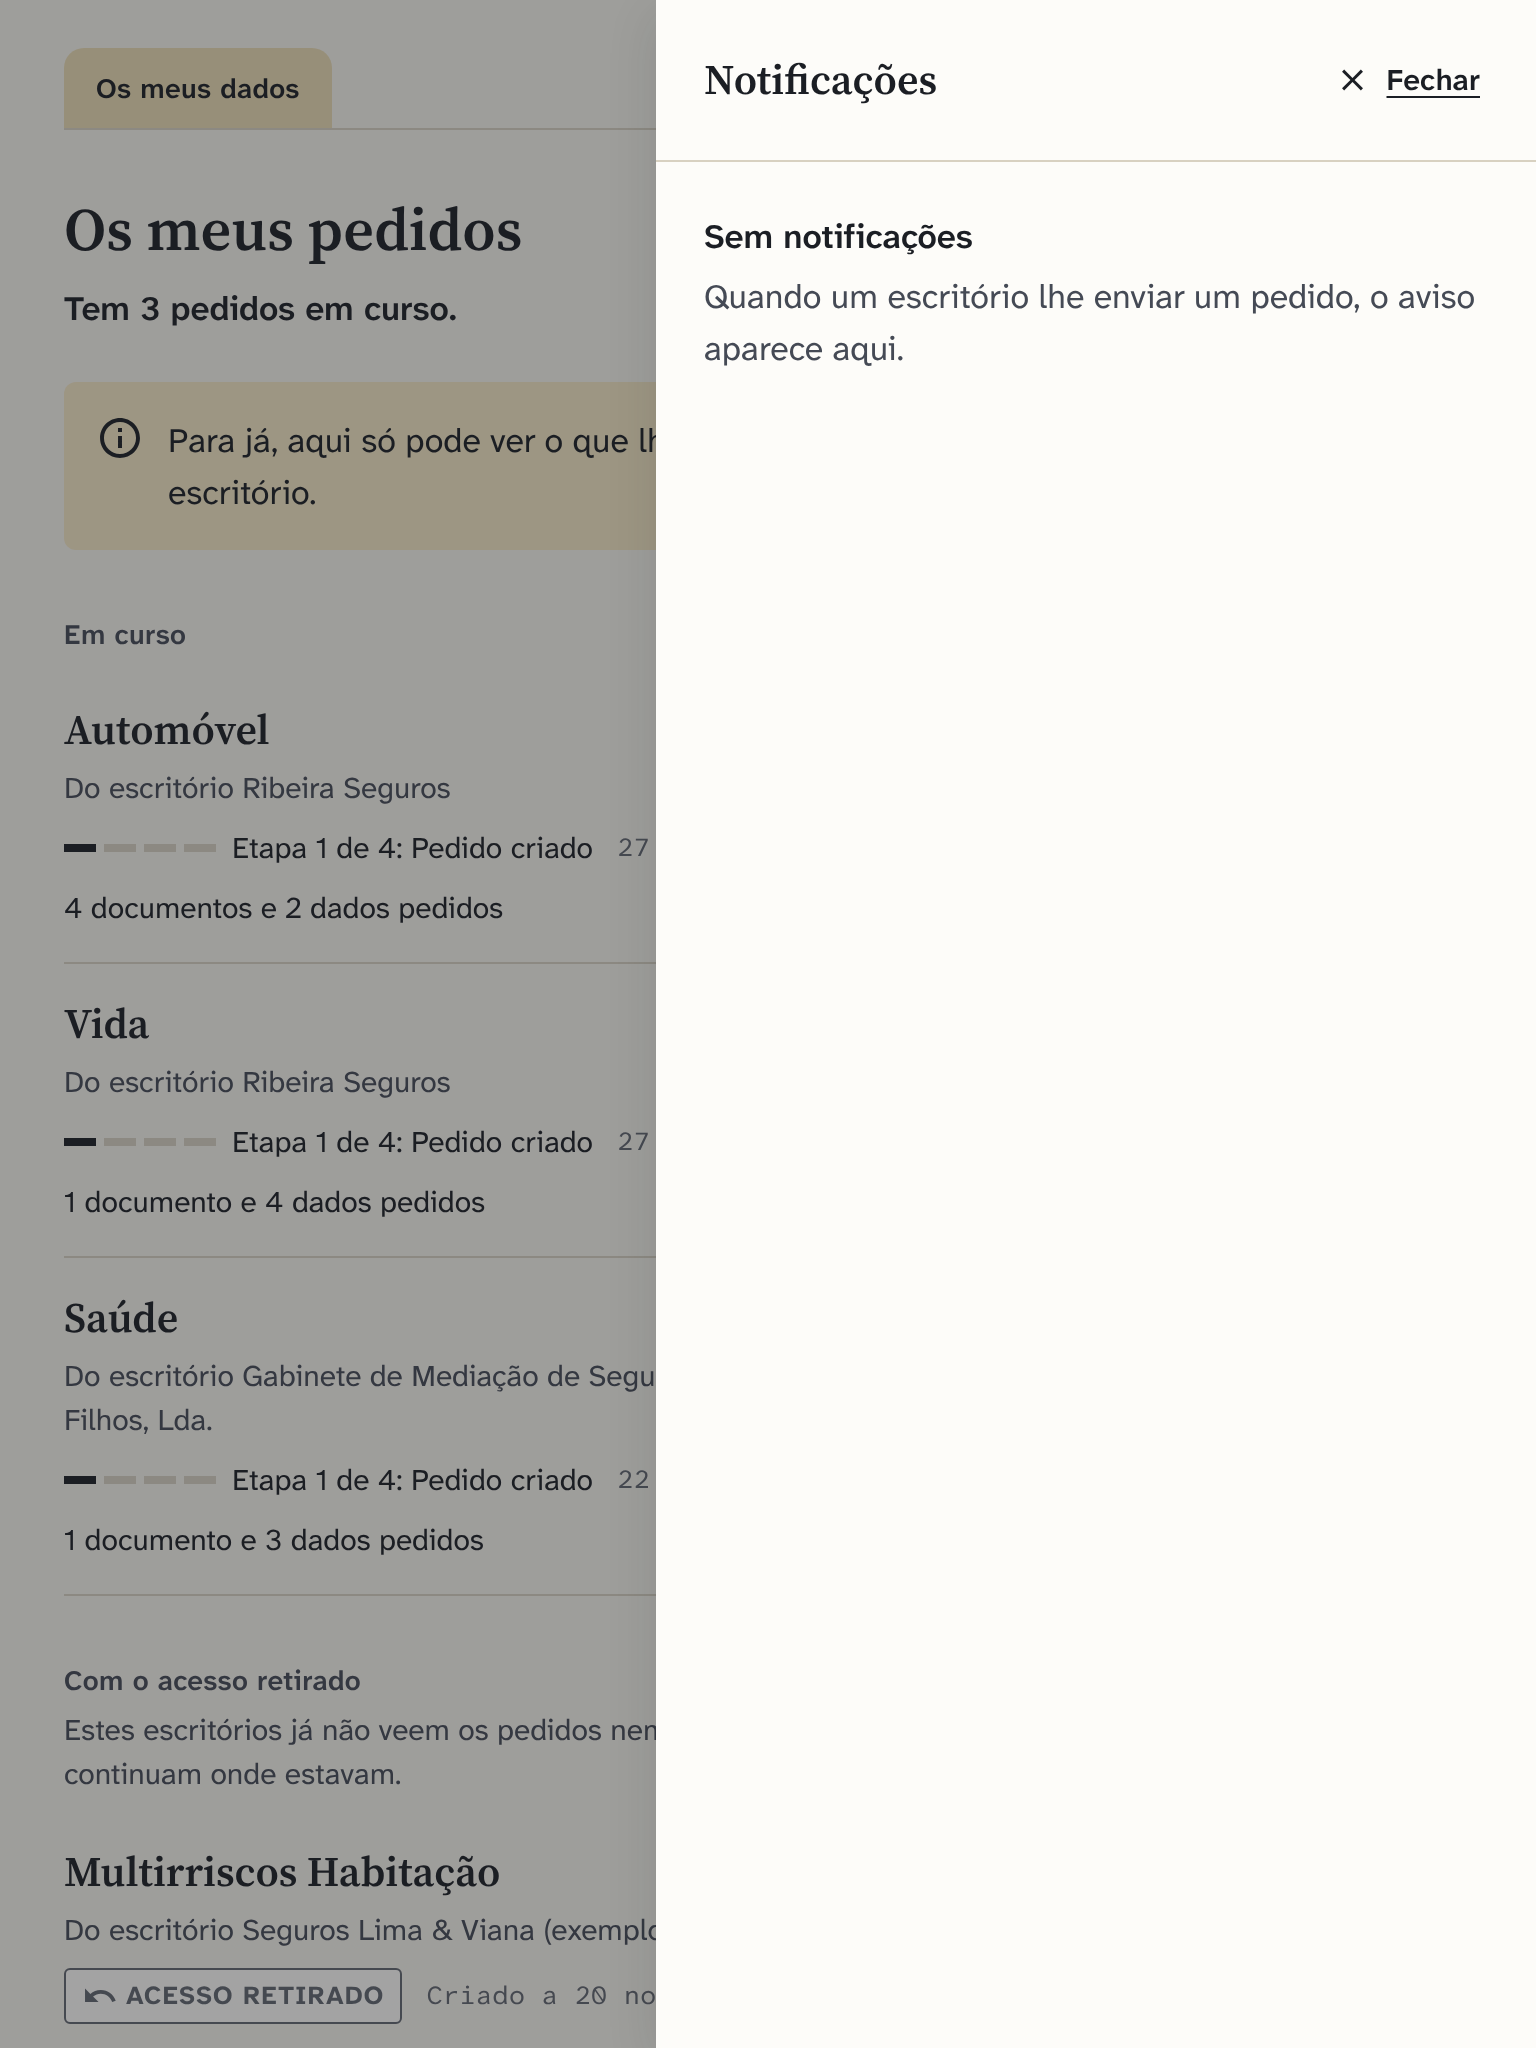 Os meus dados
Os meus pedidos
Tem 3 pedidos em curso.
Para já, aqui só pode ver o que
escritório.
Em curso
Automóvel
Do escritório Ribeira Seguros
Etapa 1 de 4: Pedido criado 27
4 documentos e 2 dados pedidos
Vida
Do escritório Ribeira Seguros
Etapa 1 de 4: Pedido criado 27
1 documento e 4 dados pedidos
Saúde
Do escritório Gabinete de Mediação de
Filhos, Lda.
Etapa 1 de 4: Pedido criado 22
1 documento e 3 dados pedidos
Com o acesso retirado
Estes escritórios já não veem os pedidos
continuam onde estavam.
Multirriscos Habitação
Do escritório Seguros Lima & Viana
ACESSO RETIRADO Criado a 20
Notificações
Fechar
Sem notificações
Quando um escritório lhe enviar um pedido, o aviso
aparece aqui.